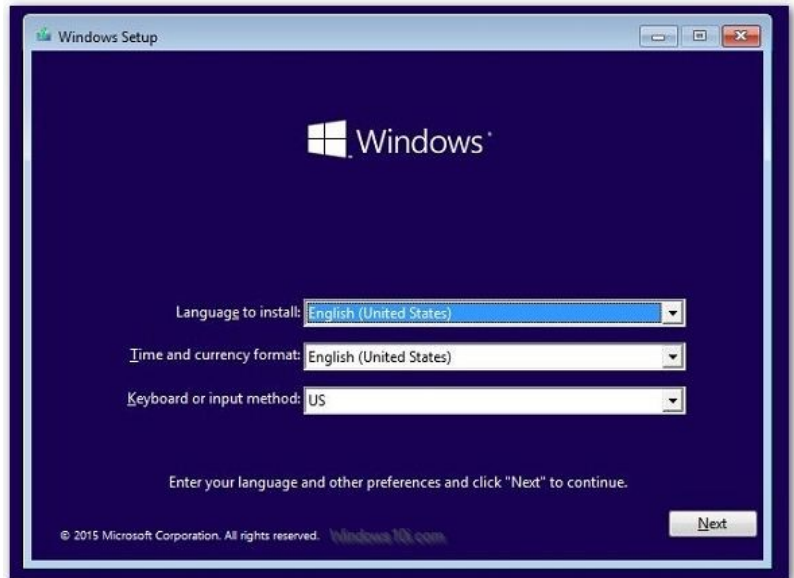 Windows Setup
Windows
Language to install: English (United States)
Time and currency format: English (United States)
Keyboard or input method: US
Enter your language and other preferences and click "Next" to continue.
Next
© 2015 Microsoft Corporation. All rights reserved. Windows10i.com